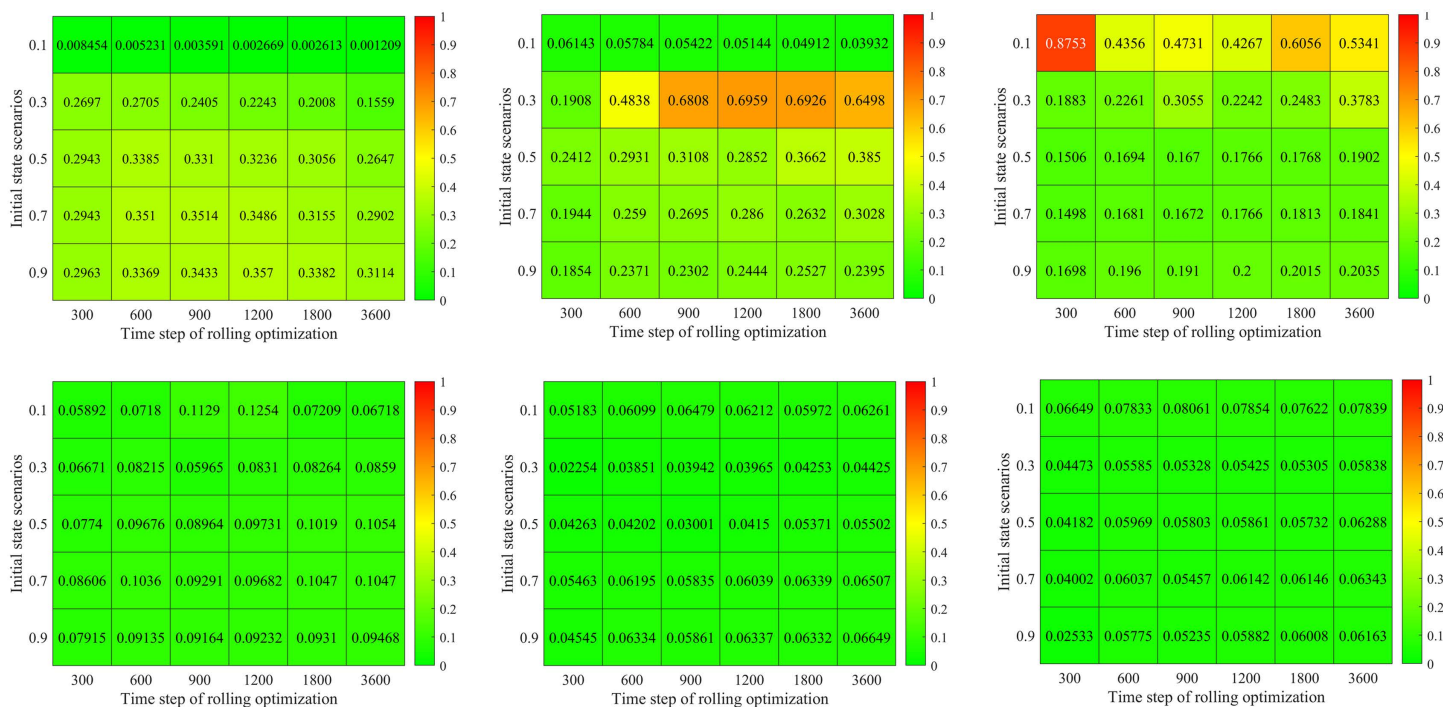 Initial state scenarios
0.1 0.008454 0.005231 0.003591 0.002669 0.002613 0.001209
0.3 0.2697 0.2705 0.2405 0.2243 0.2008 0.1559
0.5 0.2943 0.3385 0.331 0.3236 0.3056 0.2647
0.7 0.2943 0.351 0.3514 0.3486 0.3155 0.2902
0.9 0.2963 0.3369 0.3433 0.357 0.3382 0.3114
300 600 900 1200 1800 3600
Time step of rolling optimization
1
0.9
0.8
0.7
0.6
0.5
0.4
0.3
0.2
0.1
0
Initial state scenarios
0.1 0.06143 0.05784 0.05422 0.05144 0.04912 0.03932
0.3 0.1908 0.4838 0.6808 0.6959 0.6926 0.6498
0.5 0.2412 0.2931 0.3108 0.2852 0.3662 0.385
0.7 0.1944 0.259 0.2695 0.286 0.2632 0.3028
0.9 0.1854 0.2371 0.2302 0.2444 0.2527 0.2395
300 600 900 1200 1800 3600
Time step of rolling optimization
1
0.9
0.8
0.7
0.6
0.5
0.4
0.3
0.2
0.1
0
Initial state scenarios
0.1 0.8753 0.4356 0.4731 0.4267 0.6056 0.5341
0.3 0.1883 0.2261 0.3055 0.2242 0.2483 0.3783
0.5 0.1506 0.1694 0.167 0.1766 0.1768 0.1902
0.7 0.1498 0.1681 0.1672 0.1766 0.1813 0.1841
0.9 0.1698 0.196 0.191 0.2 0.2015 0.2035
300 600 900 1200 1800 3600
Time step of rolling optimization
1
0.9
0.8
0.7
0.6
0.5
0.4
0.3
0.2
0.1
0
Initial state scenarios
0.1 0.05892 0.0718 0.1129 0.1254 0.07209 0.06718
0.3 0.06671 0.08215 0.05965 0.0831 0.08264 0.0859
0.5 0.0774 0.09676 0.08964 0.09731 0.1019 0.1054
0.7 0.08606 0.1036 0.09291 0.09682 0.1047 0.1047
0.9 0.07915 0.09135 0.09164 0.09232 0.0931 0.09468
300 600 900 1200 1800 3600
Time step of rolling optimization
1
0.9
0.8
0.7
0.6
0.5
0.4
0.3
0.2
0.1
0
Initial state scenarios
0.1 0.05183 0.06099 0.06479 0.06212 0.05972 0.06261
0.3 0.02254 0.03851 0.03942 0.03965 0.04253 0.04425
0.5 0.04263 0.04202 0.03001 0.0415 0.05371 0.05502
0.7 0.05463 0.06195 0.05835 0.06039 0.06339 0.06507
0.9 0.04545 0.06334 0.05861 0.06337 0.06332 0.06649
300 600 900 1200 1800 3600
Time step of rolling optimization
1
0.9
0.8
0.7
0.6
0.5
0.4
0.3
0.2
0.1
0
Initial state scenarios
0.1 0.06649 0.07833 0.08061 0.07854 0.07622 0.07839
0.3 0.04473 0.05585 0.05328 0.05425 0.05305 0.05838
0.5 0.04182 0.05969 0.05803 0.05861 0.05732 0.06288
0.7 0.04002 0.06037 0.05457 0.06142 0.06146 0.06343
0.9 0.02533 0.05775 0.05235 0.05882 0.06008 0.06163
300 600 900 1200 1800 3600
Time step of rolling optimization
1
0.9
0.8
0.7
0.6
0.5
0.4
0.3
0.2
0.1
0